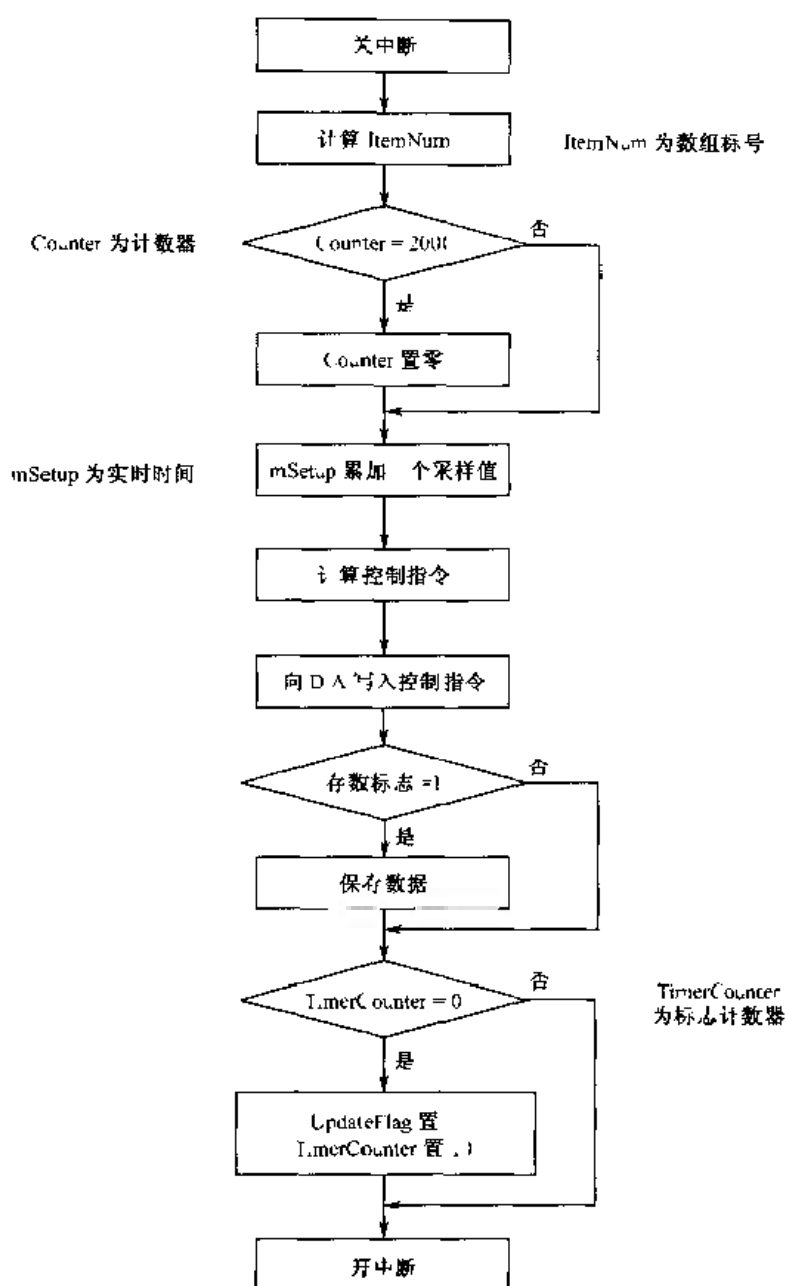 关中断
计算 ItemNum
ItemNum 为数组标号
Counter 为计数器
Counter = 200
否
是
Counter 置零
mSetup 为实时时间
mSetup 累加 个采样值
计算控制指令
向 D A 写入控制指令
存数标志 =1
否
是
保存数据
TimerCounter = 0
否
TimerCounter
为标志计数器
是
UpdateFlag 置
TimerCounter 置
开中断